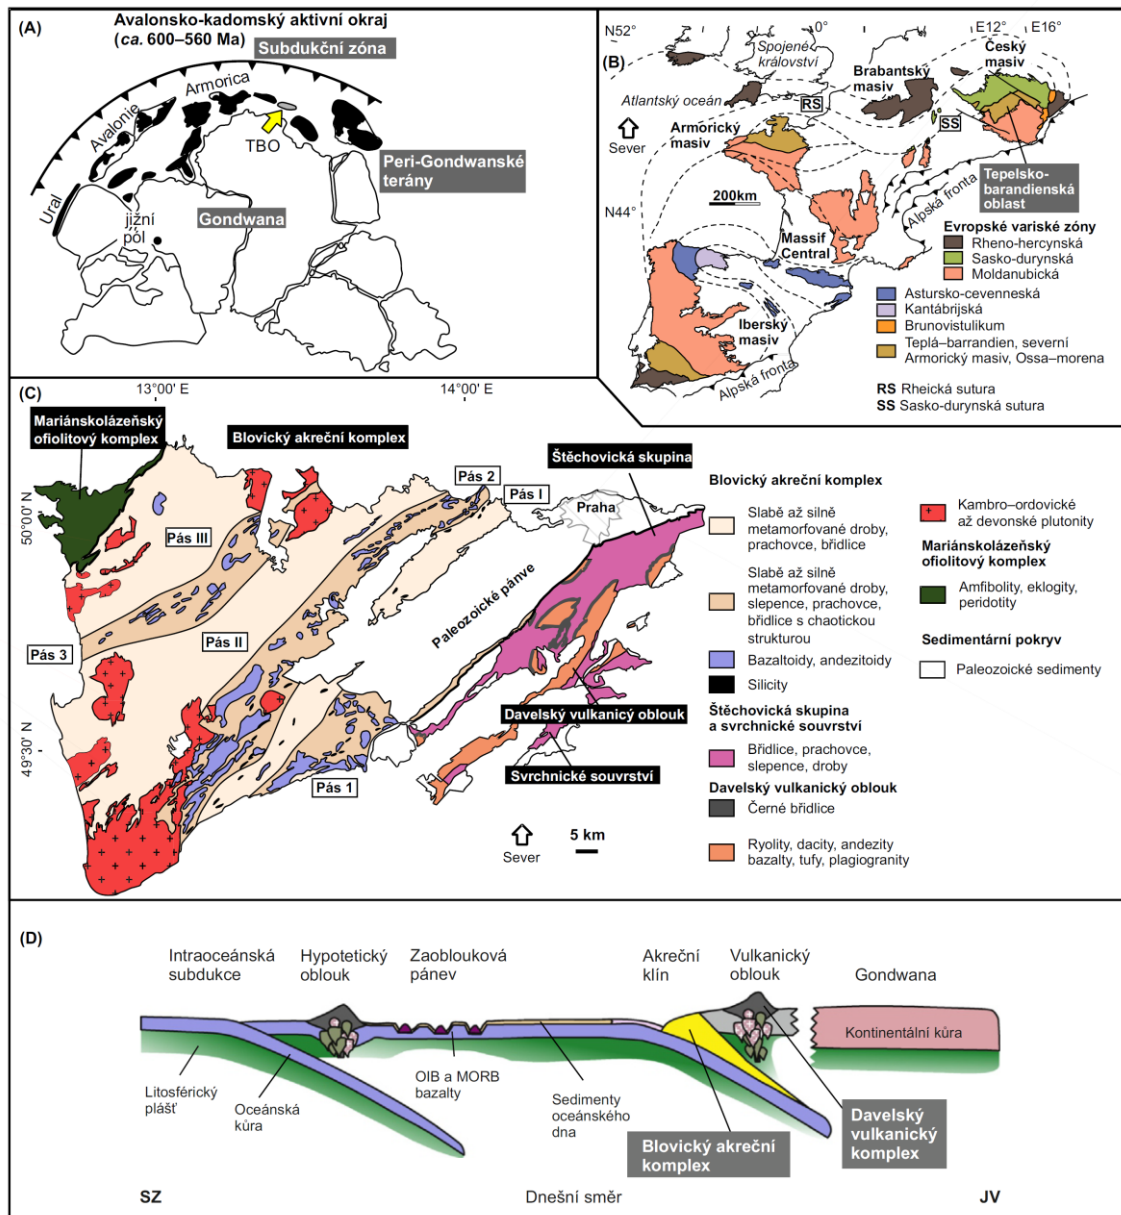 (A)
Avalonsko-kadomský aktivní okraj
(ca. 600–560 Ma)
Subdukční zóna
Armorica
Avalonie
TBO
Peri-Gondwanské
terány
Ural
jižní
pól
Gondwana
(B)
N52°
0°
E12°
E16°
Spojené
království
Český
masiv
Brabantský
masiv
Atlantský oceán
RS
SS
Sever
Armorický
masiv
Tepelsko-
barandienská
oblast
200km
Alpská fronta
N44°
Massif
Central
Iberský
masiv
Alpská fronta
Evropské variské zóny
Rheno-hercynská
Sasko-durynská
Moldanubická
Astursko-cevenneská
Kantábrijská
Brunovistulikum
Teplá–barrandien, severní
Armorický masiv, Ossa–morena
RS Rheická sutura
SS Sasko-durynská sutura
(C)
13°00' E
14°00' E
50°00' N
49°30' N
Mariánskolázeňský
ofiolitový komplex
Blovický akreční komplex
Štěchovická skupina
Pás 2
Pás I
Praha
Pás III
Paleozoické pánve
Pás II
Pás 3
Pás 1
Davelský vulkanicý oblouk
Svrchnické souvrství
Sever
5 km
Blovický akreční komplex
Slabě až silně
metamorfované droby,
prachovce, břidlice
Slabě až silně
metamorfované droby,
slepence, prachovce,
břidlice s chaotickou
strukturou
Bazaltoidy, andezitoidy
Silicity
Štěchovická skupina
a svrchnické souvrství
Břidlice, prachovce,
slepence, droby
Davelský vulkanický oblouk
Černé břidlice
Ryolity, dacity, andezity
bazalty, tufy, plagiogranity
Kambro–ordovické
až devonské plutonity
Mariánskolázeňský
ofiolitový komplex
Amfibolity, eklogity,
peridotity
Sedimentární pokryv
Paleozoické sedimenty
(D)
Intraoceánská
subdukce
Hypotetický
oblouk
Zaoblouková
pánev
Akreční
klín
Vulkanický
oblouk
Gondwana
Kontinentální kůra
Litosférický
plášť
Oceánská
kůra
OIB a MORB
bazalty
Sedimenty
oceánského
dna
Blovický akreční
komplex
Davelský
vulkanický
komplex
SZ
Dnešní směr
JV